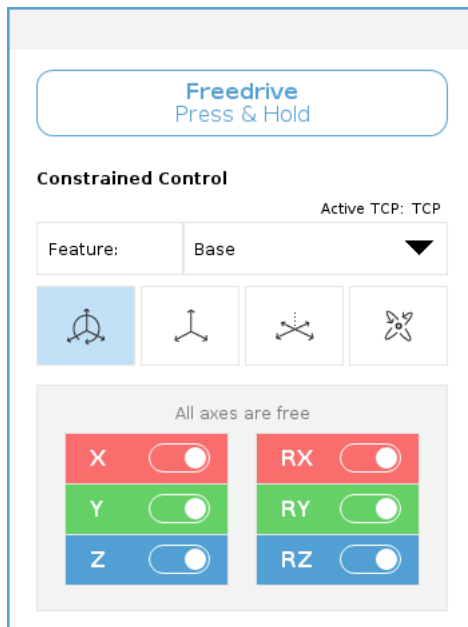 Freedrive
Press & Hold
Constrained Control
Active TCP: TCP
Feature: Base
All axes are free
X RX
Y RY
Z RZ